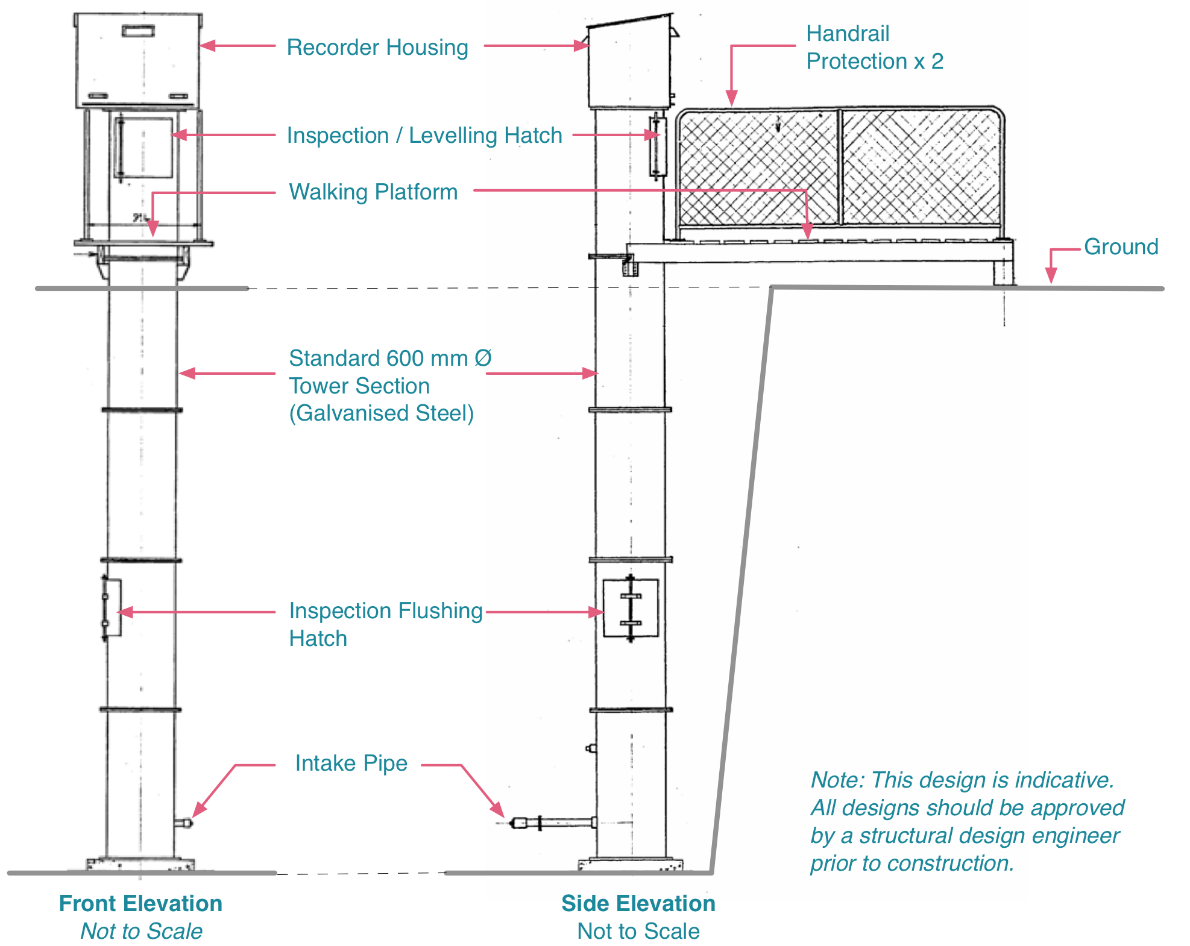 Handrail
Protection x 2
Recorder Housing
Inspection / Levelling Hatch
Walking Platform
Ground
Standard 600 mm Ø
Tower Section
(Galvanised Steel)
Inspection Flushing
Hatch
Intake Pipe
Note: This design is indicative.
All designs should be approved
by a structural design engineer
prior to construction.
Front Elevation
Not to Scale
Side Elevation
Not to Scale